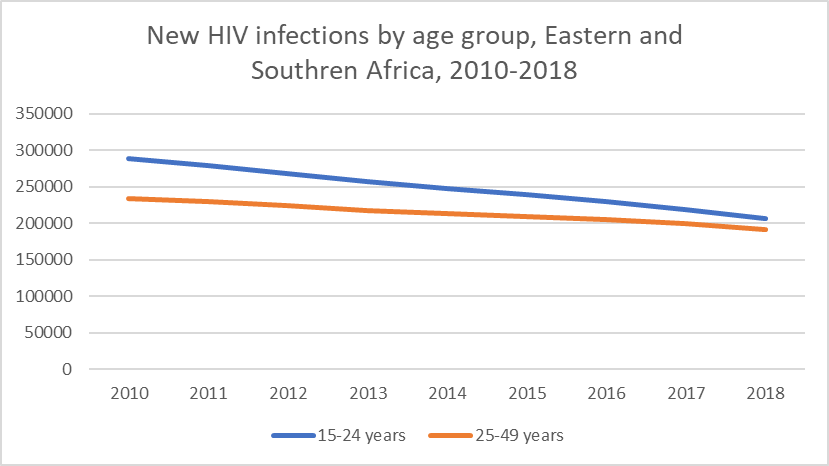 New HIV infections by age group, Eastern and
Southren Africa, 2010-2018
350000
300000
250000
200000
150000
100000
50000
0
2010 2011 2012 2013 2014 2015 2016 2017 2018
15-24 years 25-49 years